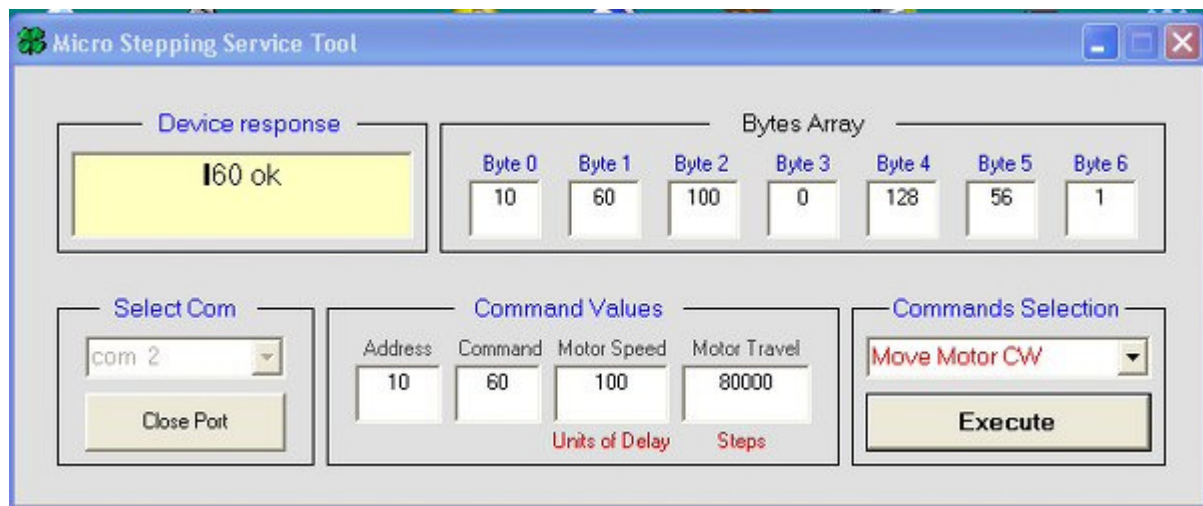 Micro Stepping Service Tool
Device response
I60 ok
Bytes Array
Byte 0 Byte 1 Byte 2 Byte 3 Byte 4 Byte 5 Byte 6
10 60 100 0 128 56 1
Select Com
com 2
Close Port
Command Values
Address Command Motor Speed Motor Travel
10 60 100 80000
Units of Delay Steps
Commands Selection
Move Motor CW
Execute